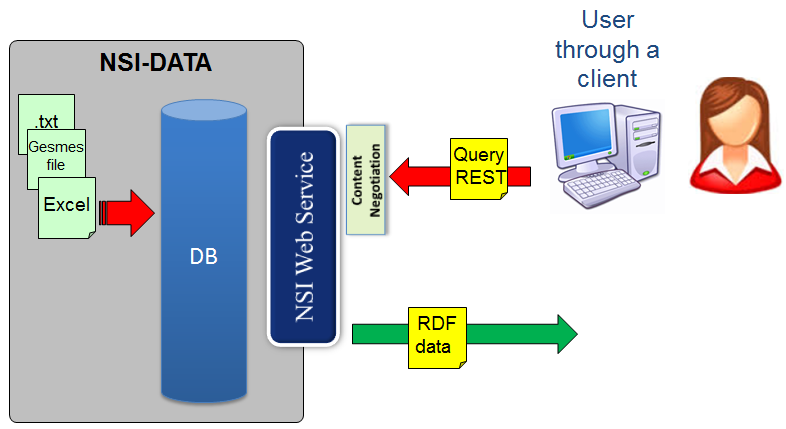 NSI-DATA
.txt
Gesmes
file
Excel
DB
NSI Web Service
Content
Negotiation
Query
REST
User
through a
client
RDF
data